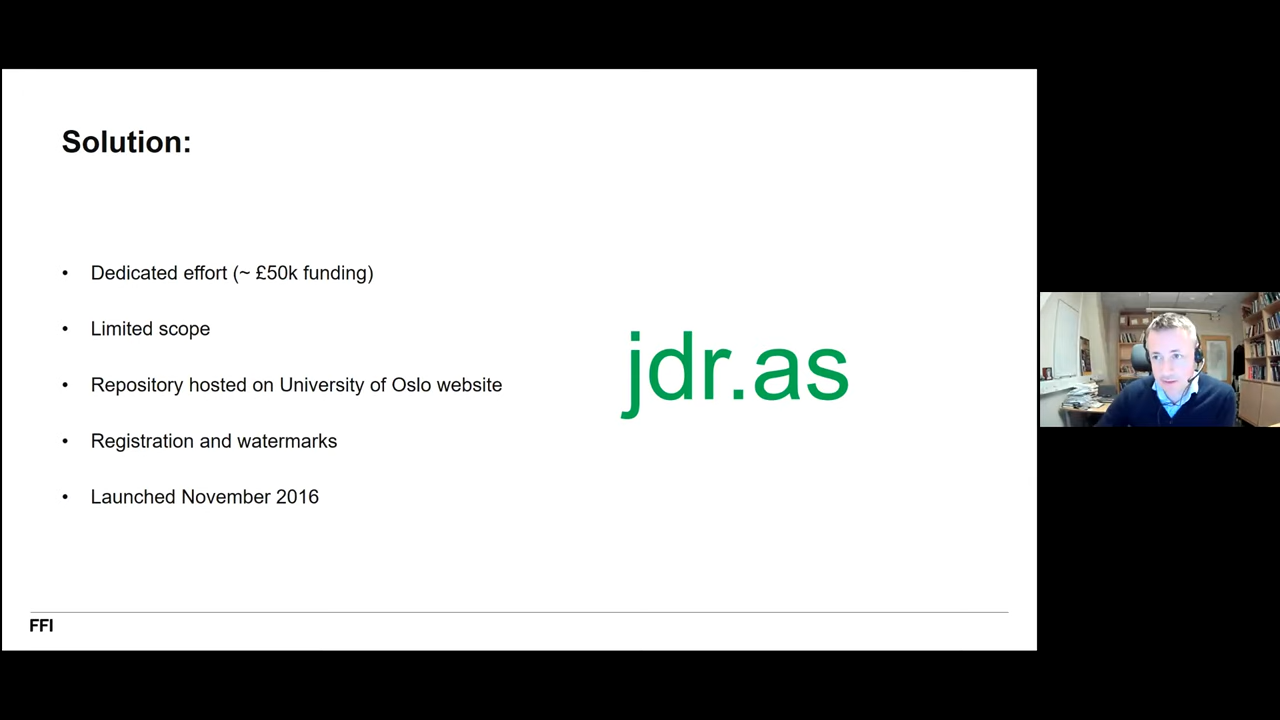 Solution:
• Dedicated effort (~ £50k funding)
• Limited scope
• Repository hosted on University of Oslo website
• Registration and watermarks
• Launched November 2016
jdr.as
FFI